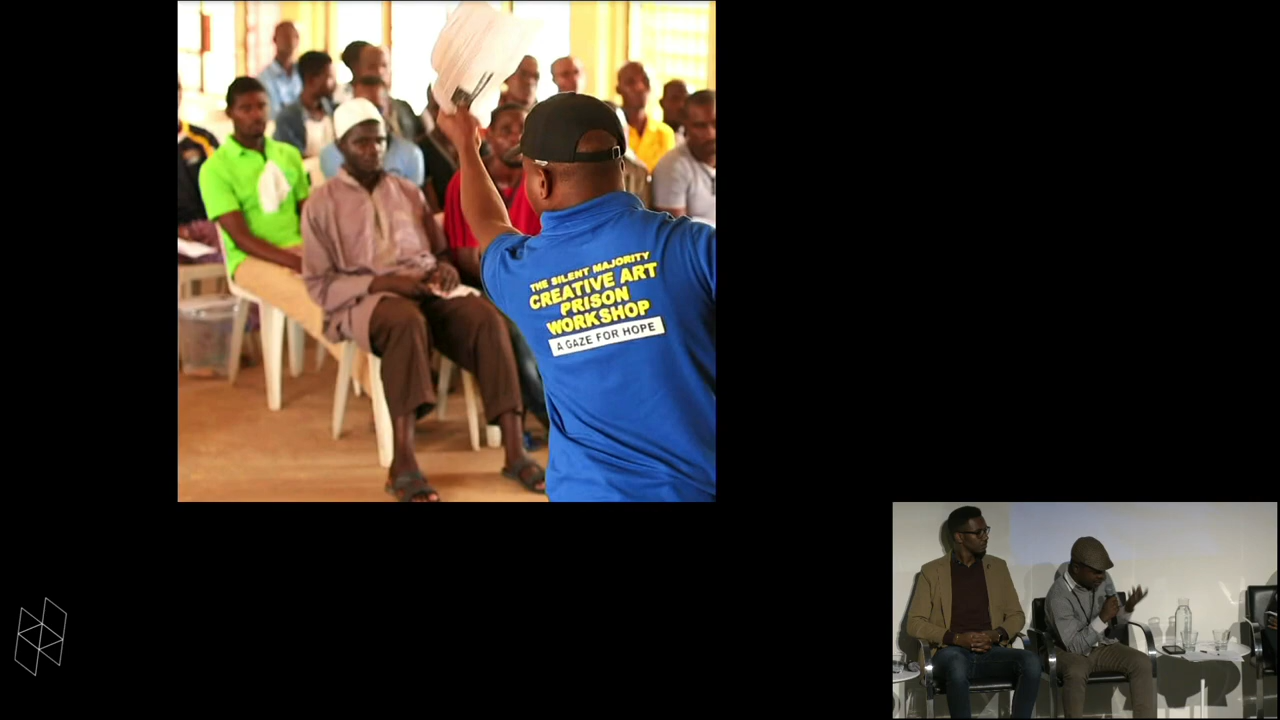 THE SILENT MAJORITY
CREATIVE ART
PRISON
WORKSHOP
A GAZE FOR HOPE